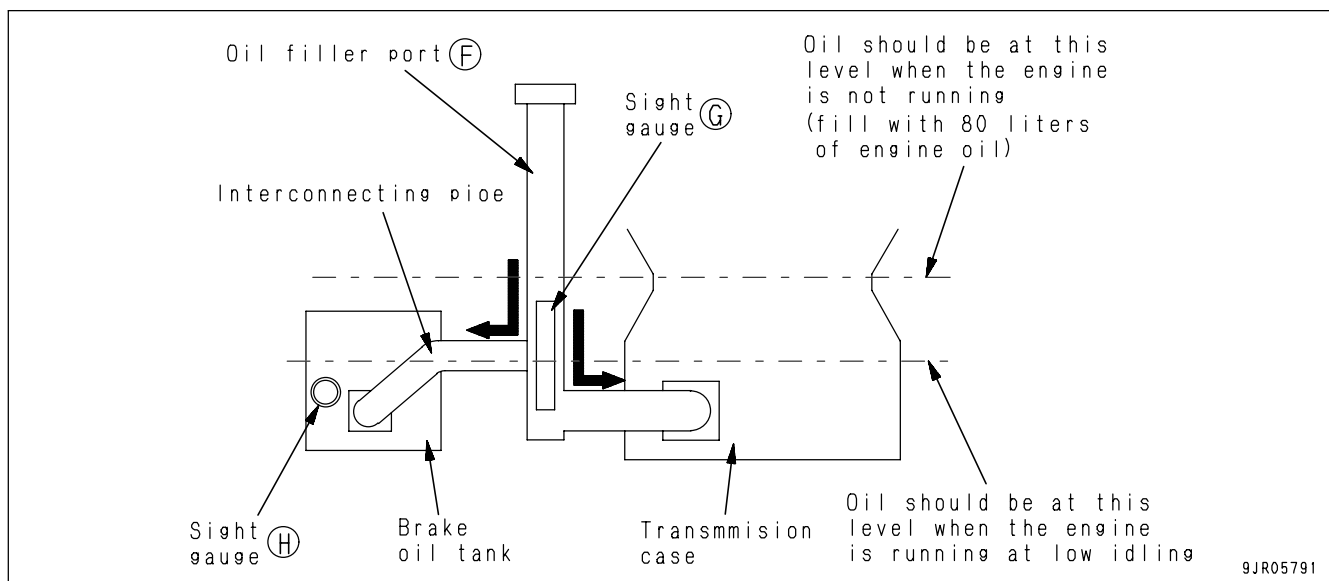 Oil filler port F
Sight
gauge G
Oil should be at this
level when the engine
is not running
(fill with 80 liters
of engine oil)
Interconnecting pioe
Sight
gauge H
Brake
oil tank
Transmmision
case
Oil should be at this
level when the engine
is running at low idling
9JR05791